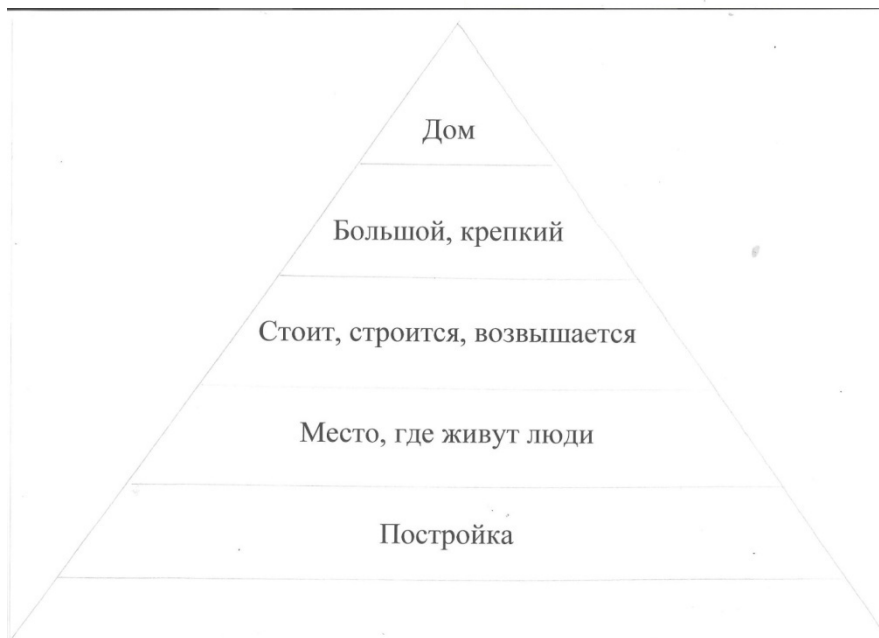 Дом
Большой, крепкий
Стоит, строится, возвышается
Место, где живут люди
Постройка